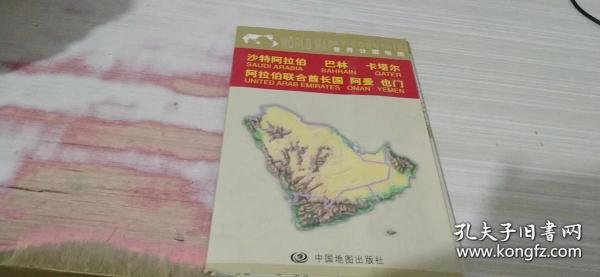 世界分国地图
沙特阿拉伯 巴林 卡塔尔
SAUDI ARABIA BAHRAIN QATER
阿拉伯联合酋长国 阿曼 也门
UNITED ARAB EMIRATES OMAN YEMEN
中国地图出版社
孔夫子旧书网
www.kongfz.com